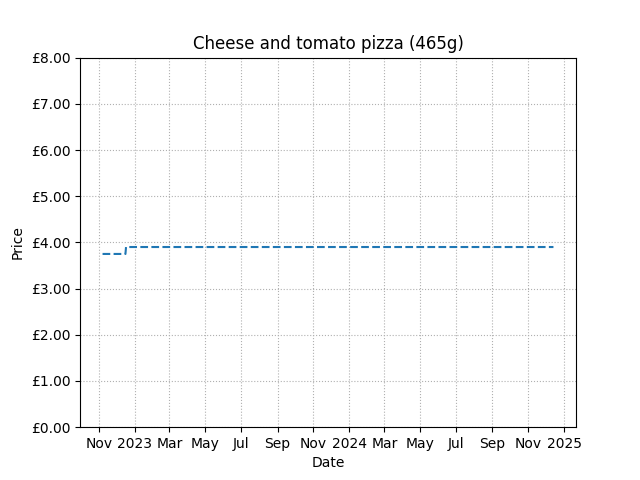 Cheese and tomato pizza (465g)
£8.00
£7.00
£6.00
£5.00
£4.00
£3.00
£2.00
£1.00
£0.00
Price
Nov 2023 Mar May Jul Sep Nov 2024 Mar May Jul Sep Nov 2025
Date